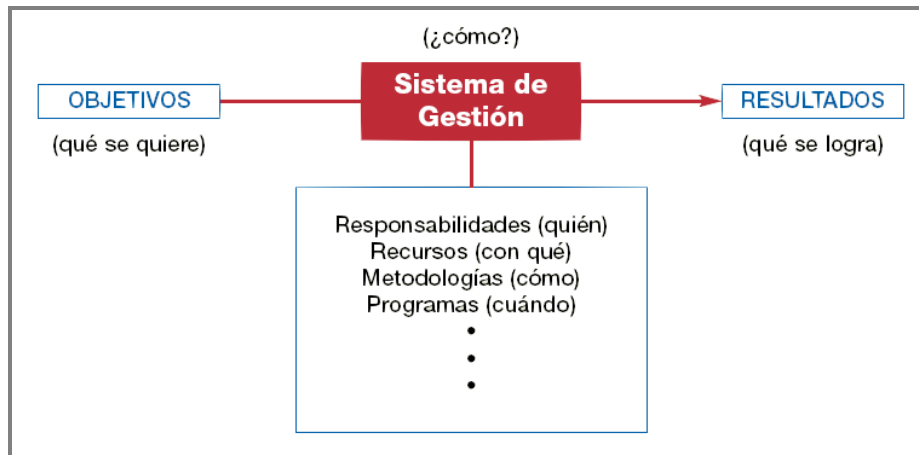 (¿cómo?)
OBJETIVOS
Sistema de
Gestión
RESULTADOS
(qué se quiere)
(qué se logra)
Responsabilidades (quién)
Recursos (con qué)
Metodologías (cómo)
Programas (cuándo)
•
•
•